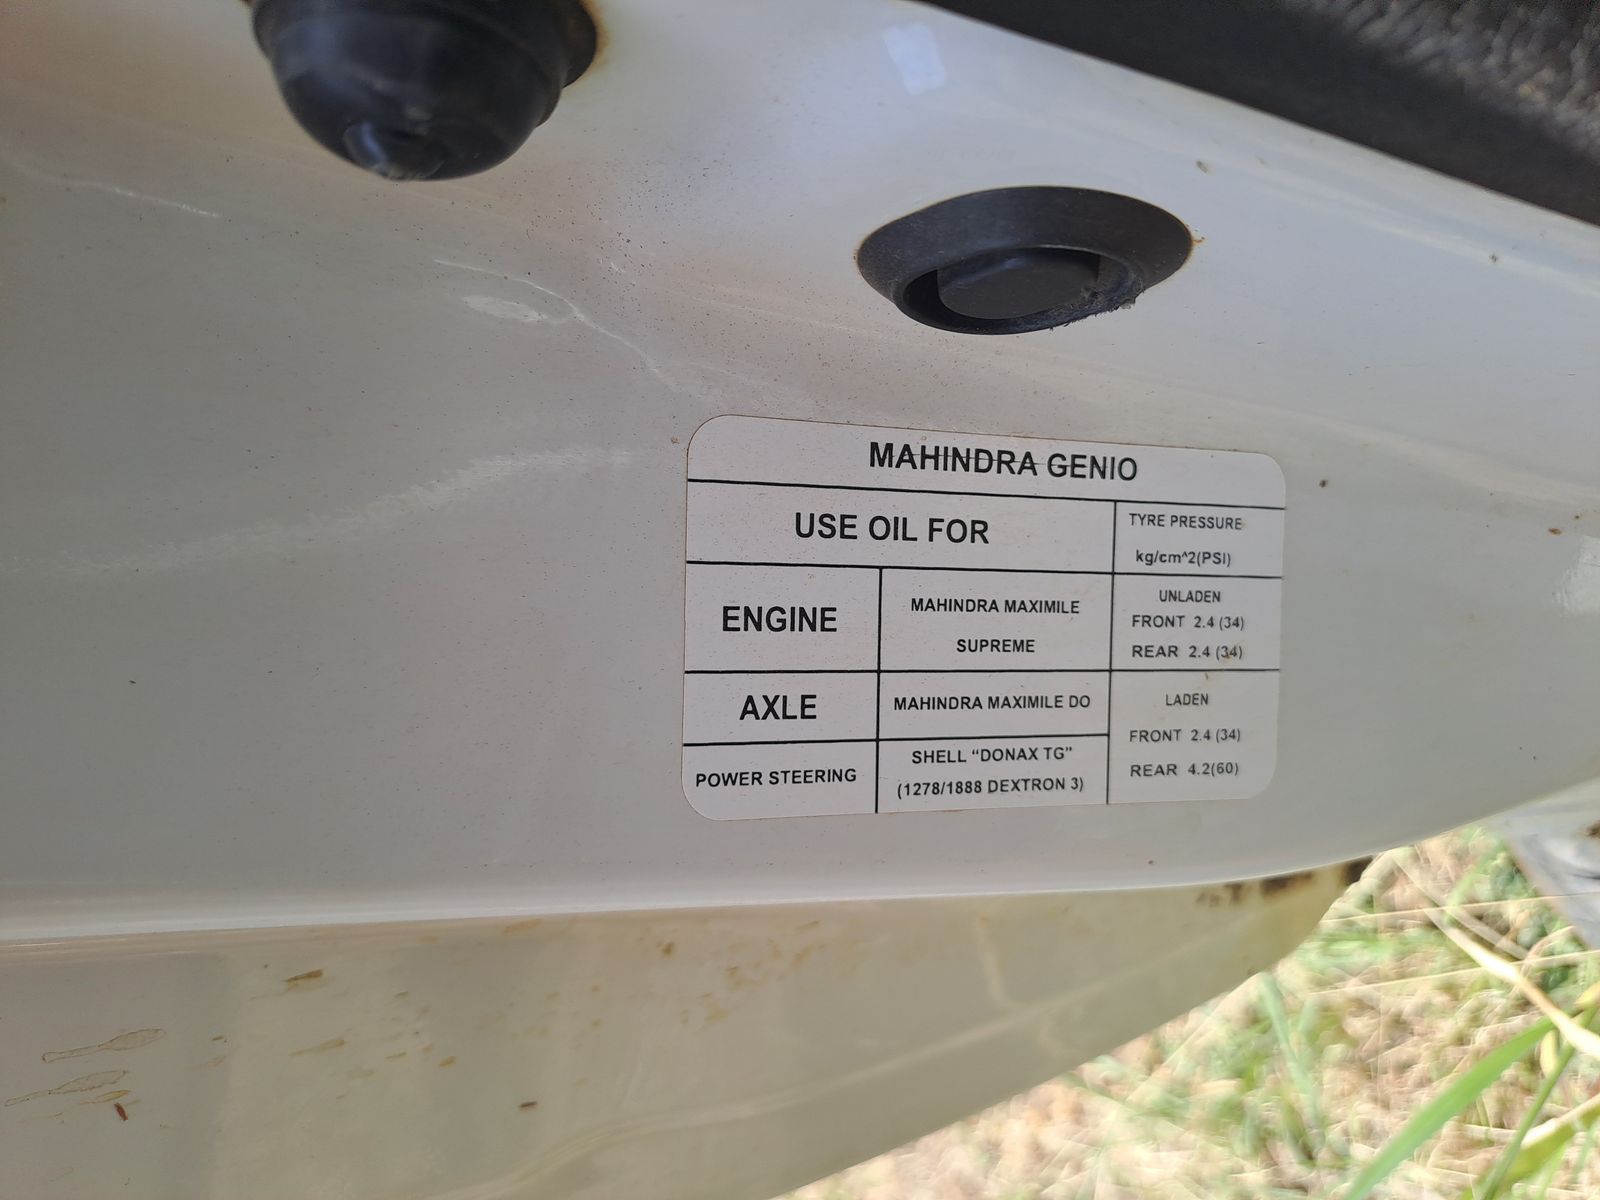 MAHINDRA GENIO
USE OIL FOR
TYRE PRESSURE
kg/cm^2(PSI)
ENGINE
MAHINDRA MAXIMILE
SUPREME
UNLADEN
FRONT 2.4 (34)
REAR 2.4 (34)
AXLE
MAHINDRA MAXIMILE DO
LADEN
FRONT 2.4 (34)
REAR 4.2(60)
POWER STEERING
SHELL “DONAX TG”
(1278/1888 DEXTRON 3)